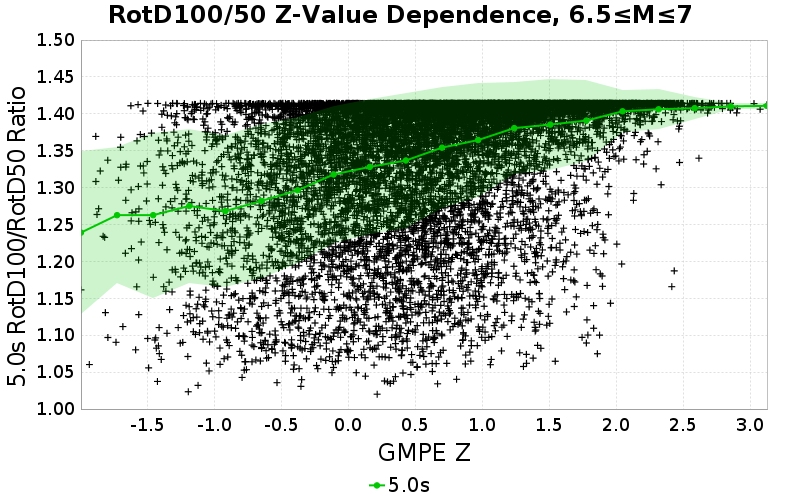 RotD100/50 Z-Value Dependence, 6.5≤M≤7
5.0s RotD100/RotD50 Ratio
1.50
1.45
1.40
1.35
1.30
1.25
1.20
1.15
1.10
1.05
1.00
-1.5 -1.0 -0.5 0.0 0.5 1.0 1.5 2.0 2.5 3.0
GMPE Z
5.0s